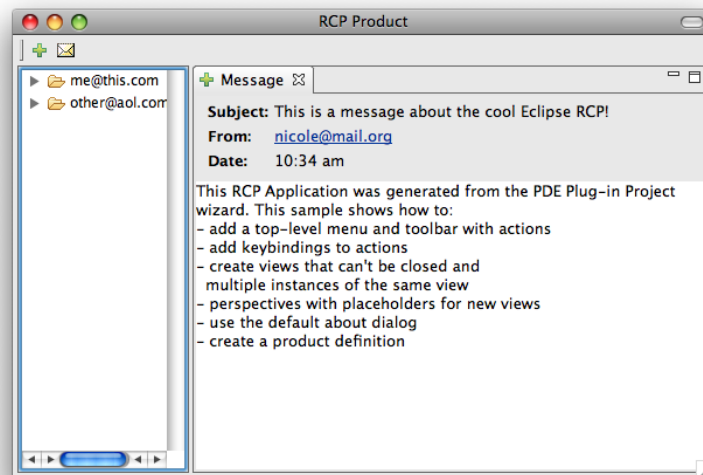 RCP Product
me@this.com
other@aol.com
Message
Subject: This is a message about the cool Eclipse RCP!
From: nicole@mail.org
Date: 10:34 am
This RCP Application was generated from the PDE Plug-in Project
wizard. This sample shows how to:
- add a top-level menu and toolbar with actions
- add keybindings to actions
- create views that can't be closed and
multiple instances of the same view
- perspectives with placeholders for new views
- use the default about dialog
- create a product definition